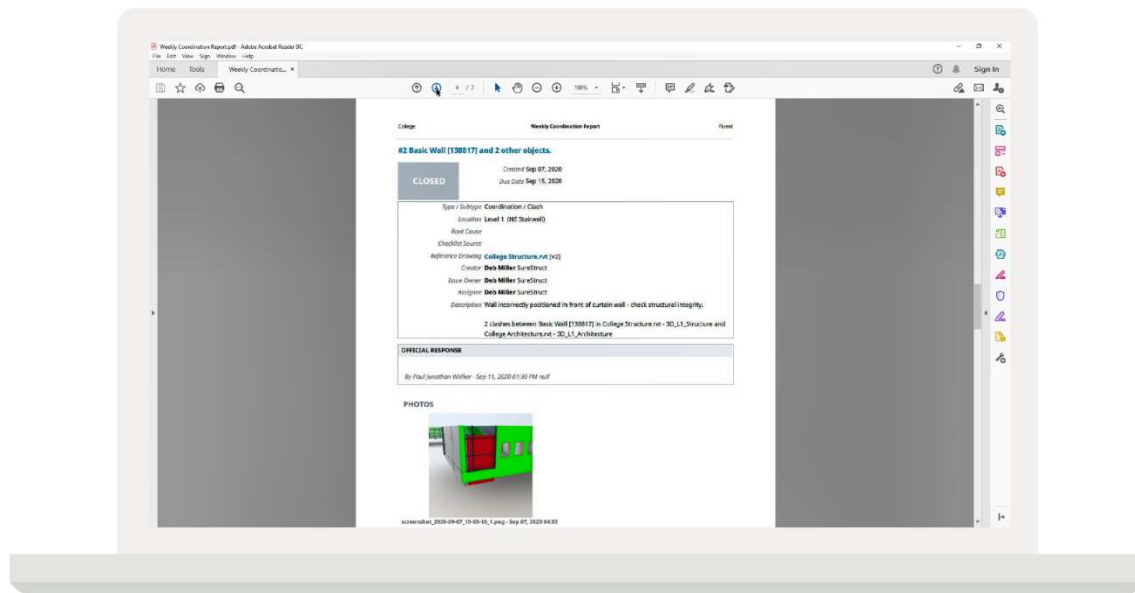 Weekly Coordination Report.pdf - Adobe Acrobat Reader DC
File Edit View Sign Window Help
Home Tools Weekly Coordinatio... × Sign In
4 / 7 100%
College Weekly Coordination Report Fluent
#2 Basic Wall [138817] and 2 other objects.
CLOSED
Created Sep 07, 2020
Due Date Sep 15, 2020
Type / Subtype Coordination / Clash
Location Level 1 (NE Stairwell)
Root Cause
Checklist Source
Reference Drawing College Structure.rvt [v2]
Creator Deb Miller SureStruct
Issue Owner Deb Miller SureStruct
Assignee Deb Miller SureStruct
Description Wall incorrectly positioned in front of curtain wall - check structural integrity.
2 clashes between Basic Wall [138817] in College Structure.rvt - 3D_L1_Structure and
College Architecture.rvt - 3D_L1_Architecture
OFFICIAL RESPONSE
By Paul Jonathan Walker - Sep 11, 2020 01:30 PM null
PHOTOS
screenshot_2020-09-07_15-55-16_1.png - Sep 07, 2020